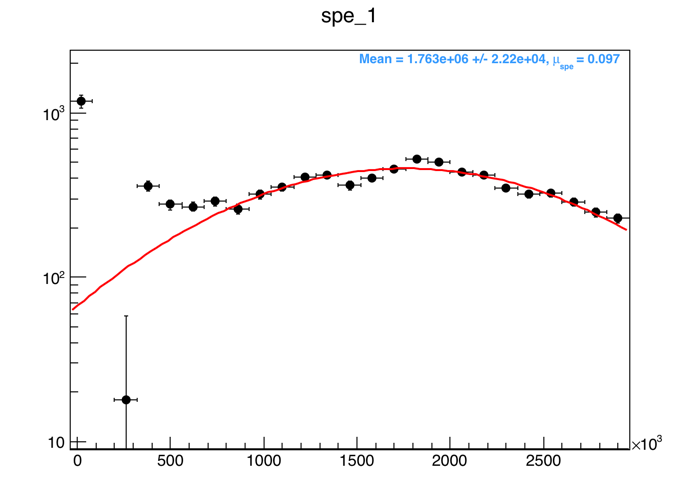 spe_1
Mean = 1.763e+06 +/- 2.22e+04, μspe = 0.097
10³
10²
10
0 500 1000 1500 2000 2500 ×10³